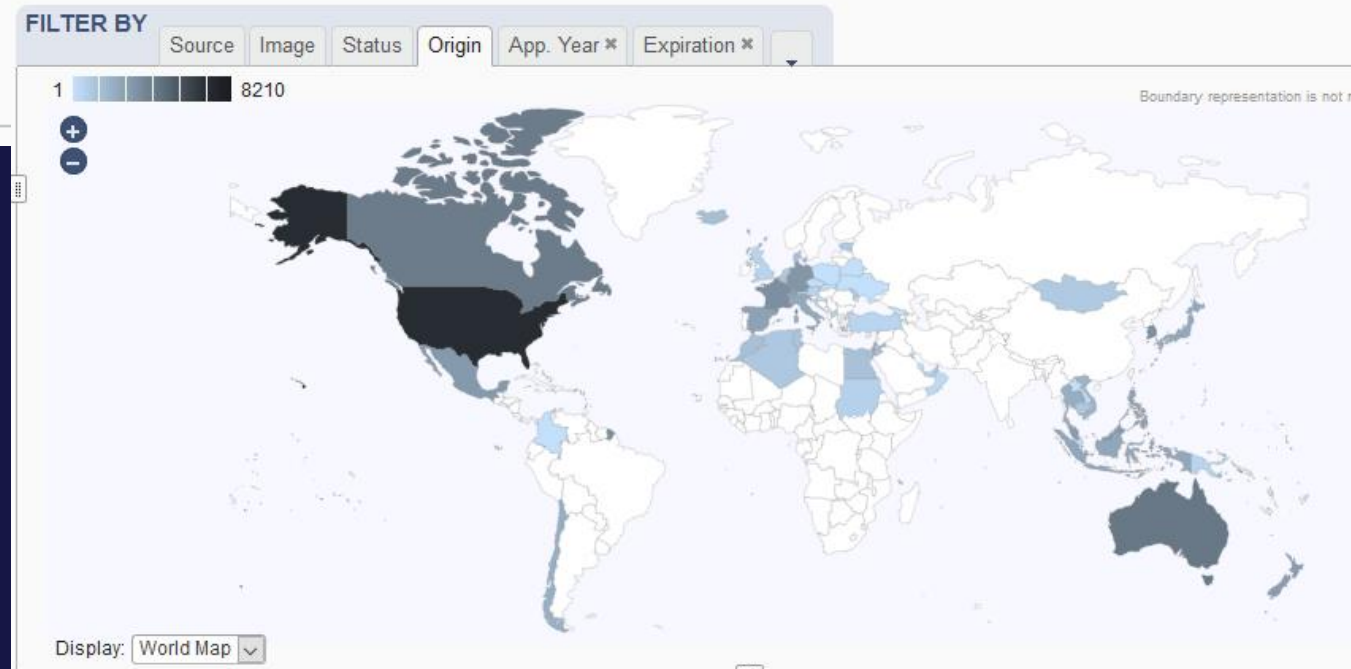 FILTER BY
Source Image Status Origin App. Year × Expiration ×
1 8210
Boundary representation is not
+
−
Display: World Map